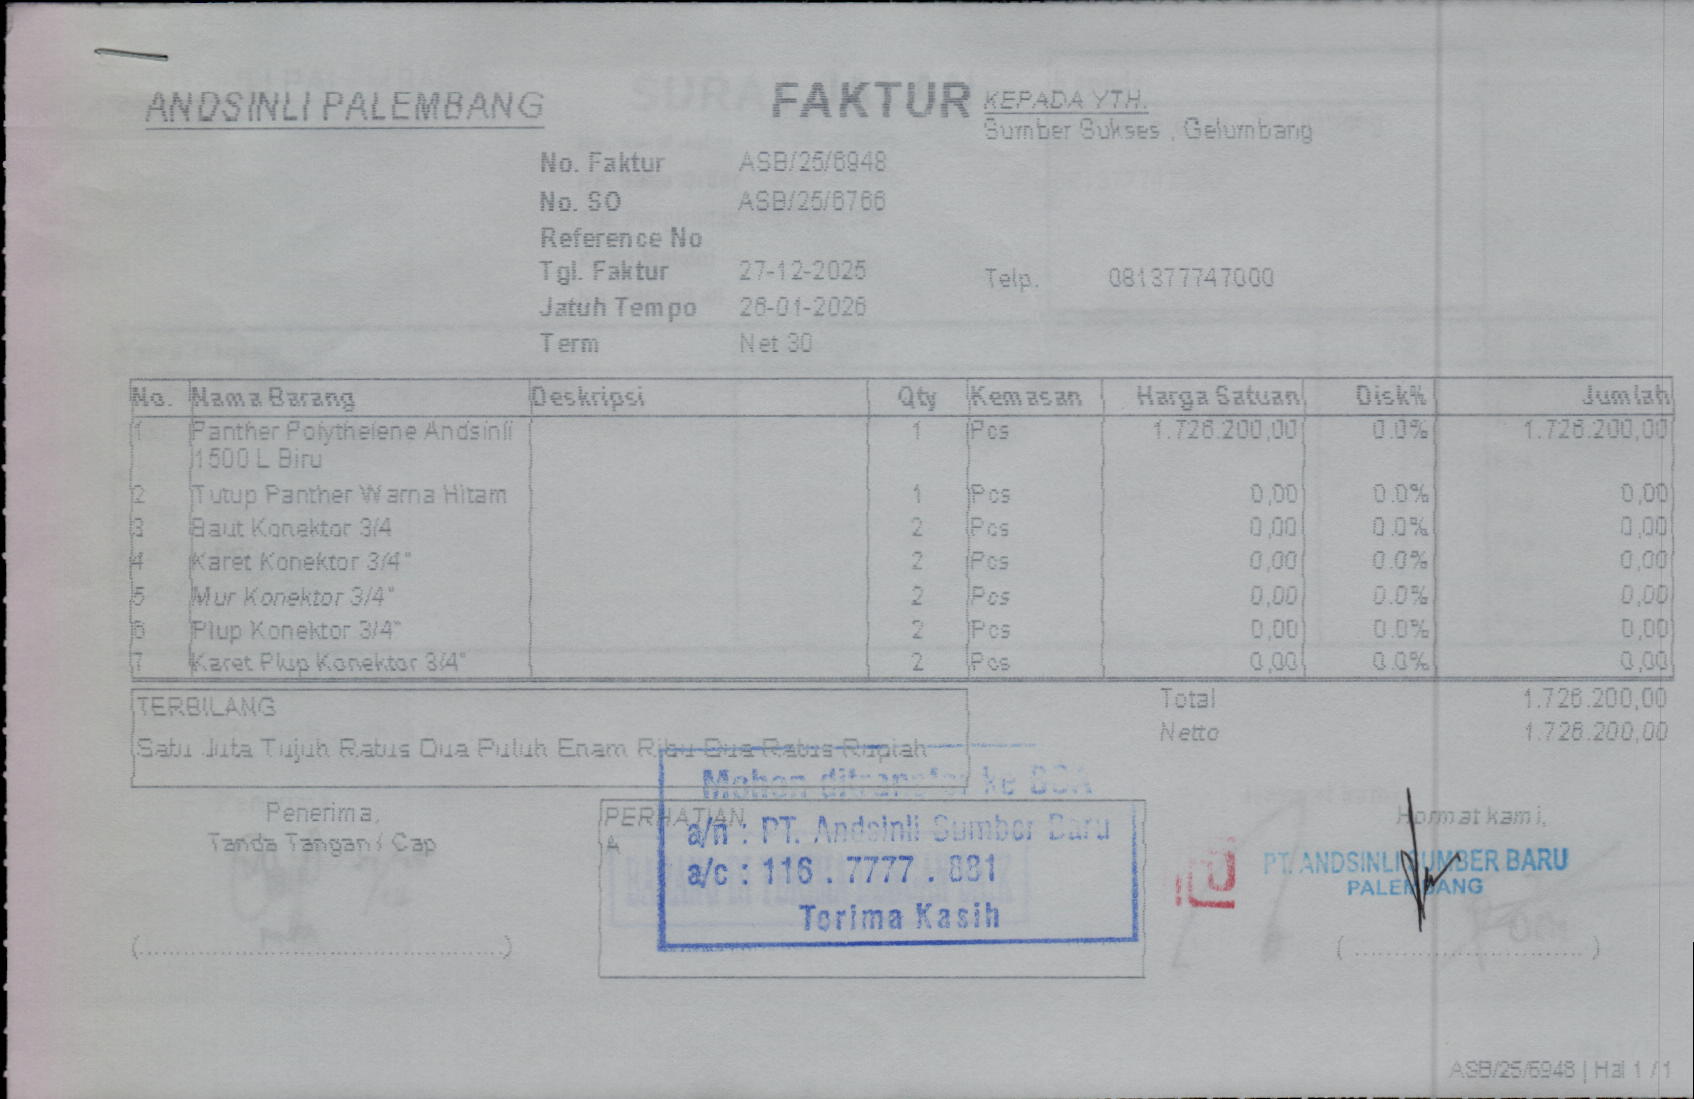 ANDSINLI PALEMBANG
FAKTUR
KEPADA YTH.
Sumber Sukses , Gelumbang
No. Faktur ASB/25/6948
No. SO ASB/25/6766
Reference No
Tgl. Faktur 27-12-2025
Telp. 081377747000
Jatuh Tempo 26-01-2026
Term Net 30
No. Nama Barang Deskripsi Qty Kemasan Harga Satuan Disk% Jumlah
1 Panther Polythelene Andsinli 1 Pcs 1.726.200,00 0.0% 1.726.200,00
1500 L Biru
2 Tutup Panther Warna Hitam 1 Pcs 0,00 0.0% 0,00
3 Baut Konektor 3/4 2 Pcs 0,00 0.0% 0,00
4 Karet Konektor 3/4" 2 Pcs 0,00 0.0% 0,00
5 Mur Konektor 3/4" 2 Pcs 0,00 0.0% 0,00
6 Plup Konektor 3/4" 2 Pcs 0,00 0.0% 0,00
7 Karet Plup Konektor 3/4" 2 Pcs 0,00 0.0% 0,00
TERBILANG
Total 1.726.200,00
Netto 1.726.200,00
Satu Juta Tujuh Ratus Dua Puluh Enam Ribu Dua Ratus Rupiah
Mohon ditransfer ke BCA
Penerima,
Tanda Tangan / Cap
PERHATIAN
A
a/n : PT. Andsinli Sumber Baru
a/c : 116 . 7777 . 881
Terima Kasih
Hormat kami,
PT. ANDSINLI SUMBER BARU
PALEMBANG
(................................................)
( ............................. )
ASB/25/6948 | Hal 1 / 1